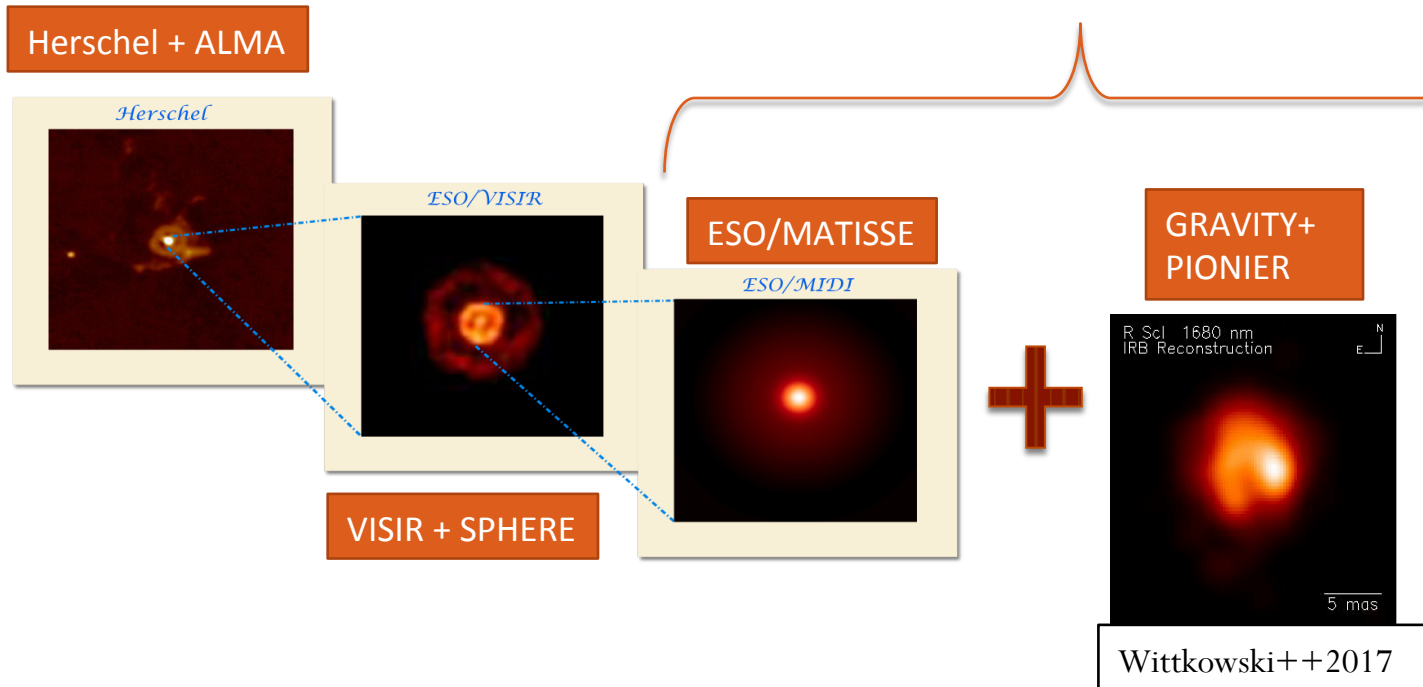 Herschel + ALMA
Herschel
ESO/VISIR
VISIR + SPHERE
ESO/MATISSE
ESO/MIDI
GRAVITY+
PIONIER
R Scl 1680 nm
IRB Reconstruction
N
E
5 mas
Wittkowski++2017